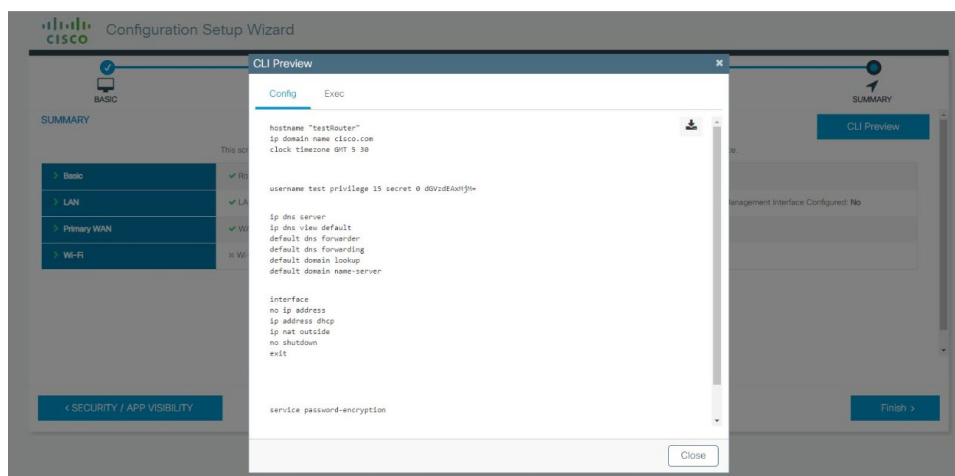 CISCO
Configuration Setup Wizard
CLI Preview
×
BASIC
SUMMARY
Config Exec
SUMMARY
CLI Preview
hostname "testRouter"
ip domain name cisco.com
clock timezone GMT 5 30
This
> Basic
> LAN
Management Interface Configured: No
> Primary WAN
> Wi-Fi
username test privilege 15 secret 0 dGVzdEAxMjM=
ip dns server
ip dns view default
default dns forwarder
default dns forwarding
default domain lookup
default domain name-server
interface
no ip address
ip address dhcp
ip nat outside
no shutdown
exit
service password-encryption
< SECURITY / APP VISIBILITY
Finish >
Close